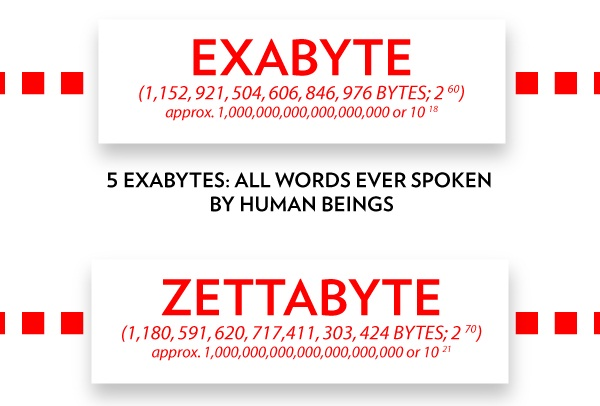 EXABYTE
(1,152,921,504,606,846,976 BYTES; 2 60)
approx. 1,000,000,000,000,000,000 or 10 18
5 EXABYTES: ALL WORDS EVER SPOKEN
BY HUMAN BEINGS
ZETTABYTE
(1,180,591,620,717,411,303,424 BYTES; 2 70)
approx. 1,000,000,000,000,000,000,000 or 10 21